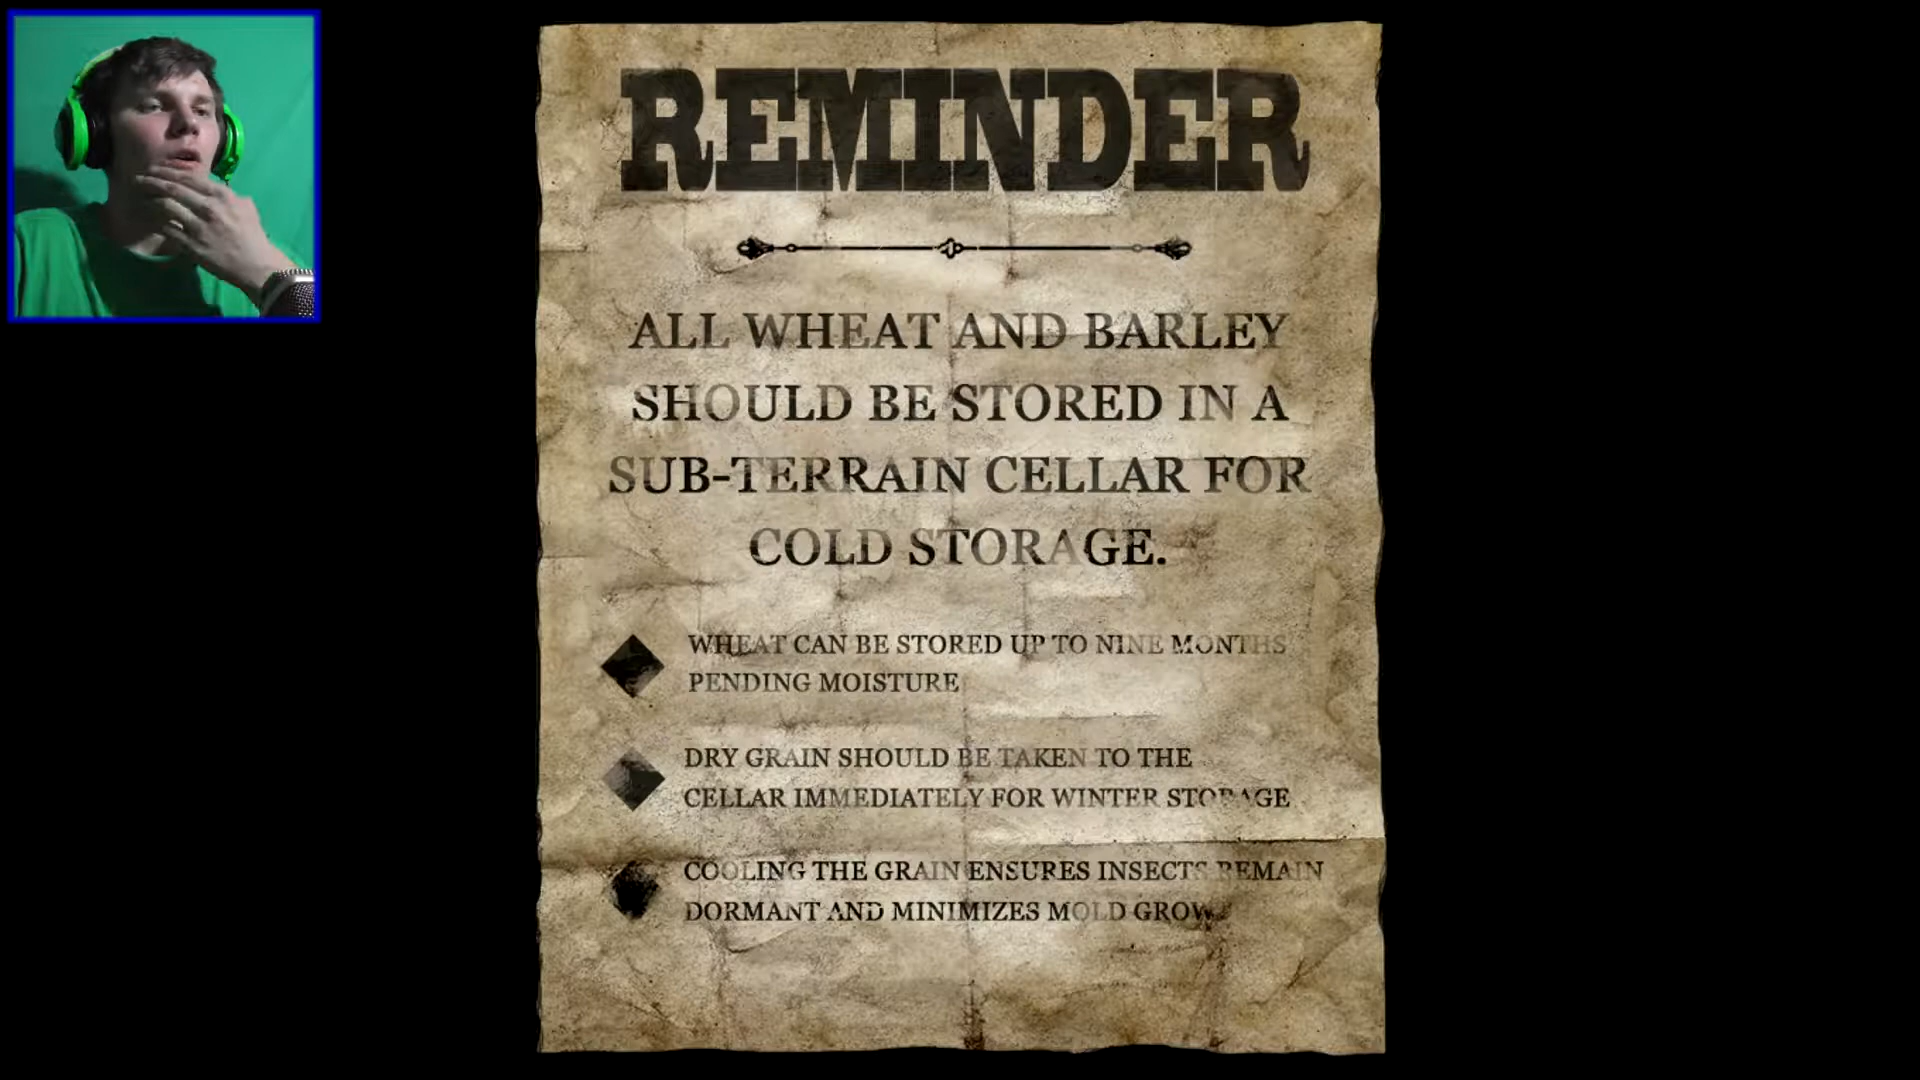 REMINDER
ALL WHEAT AND BARLEY
SHOULD BE STORED IN A
SUB-TERRAIN CELLAR FOR
COLD STORAGE.
WHEAT CAN BE STORED UP TO NINE MONTHS
PENDING MOISTURE
DRY GRAIN SHOULD BE TAKEN TO THE
CELLAR IMMEDIATELY FOR WINTER STORAGE
COOLING THE GRAIN ENSURES INSECTS REMAIN
DORMANT AND MINIMIZES MOLD